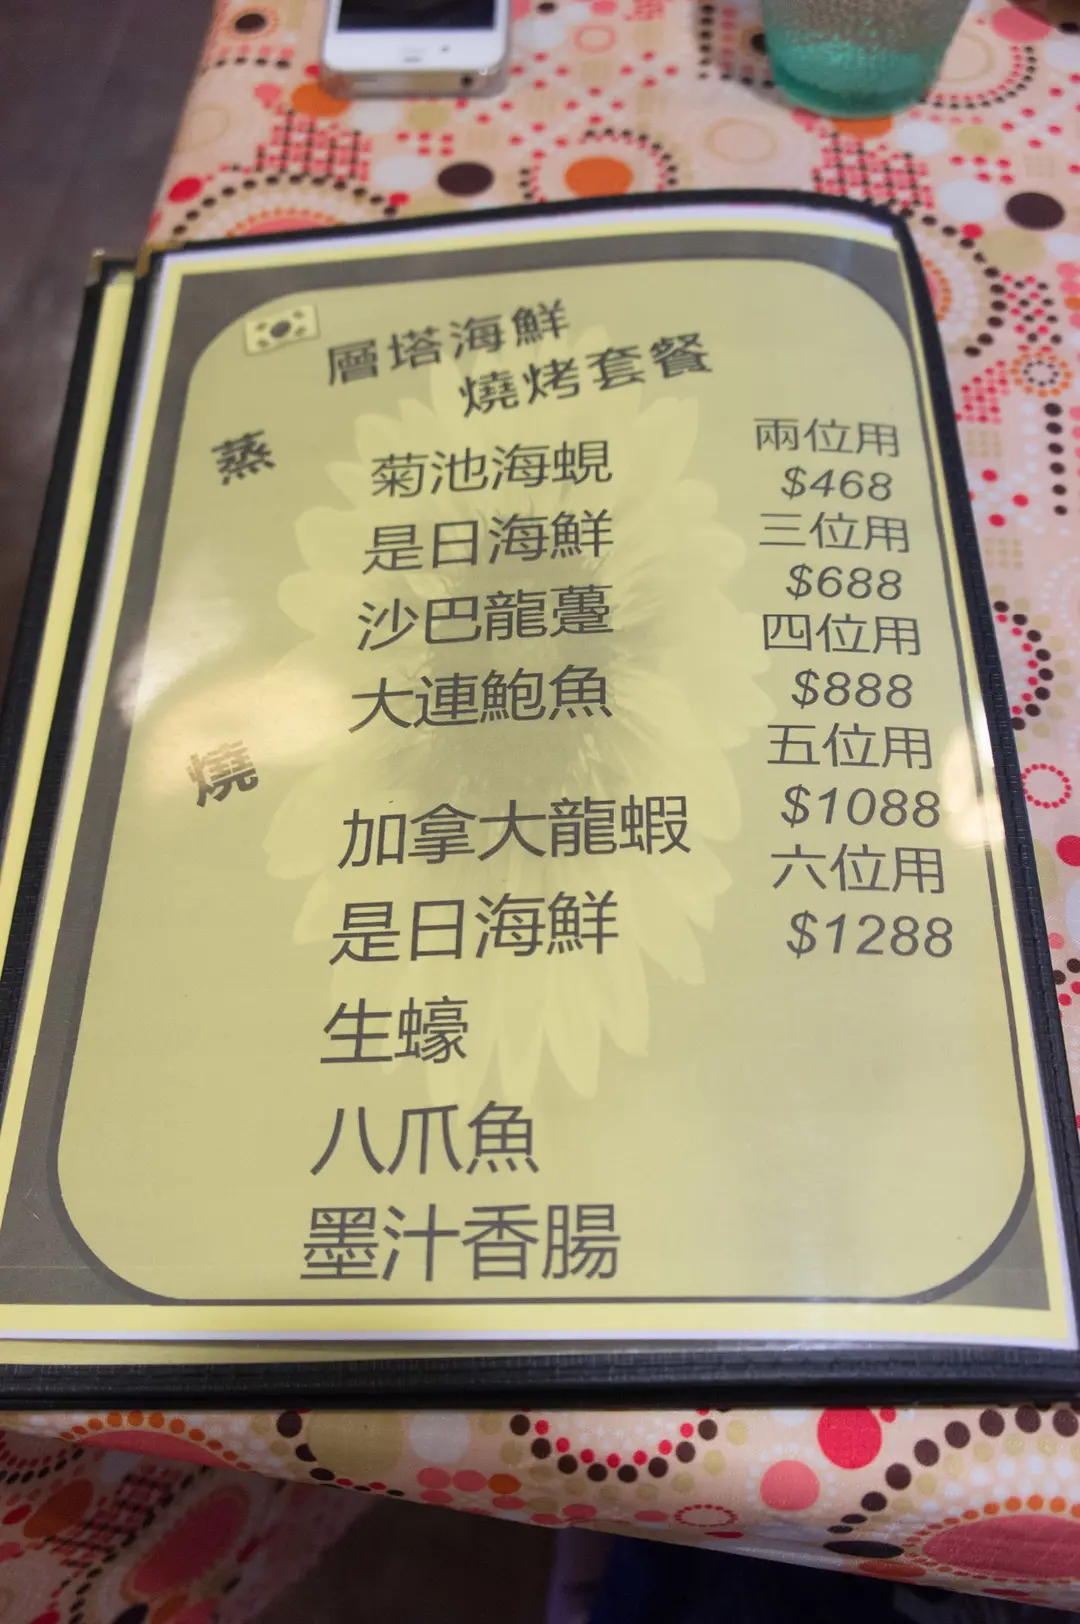 層塔海鮮
燒烤套餐
蒸
菊池海蜆
是日海鮮
沙巴龍躉
大連鮑魚
燒
加拿大龍蝦
是日海鮮
生蠔
八爪魚
墨汁香腸
兩位用
$468
三位用
$688
四位用
$888
五位用
$1088
六位用
$1288